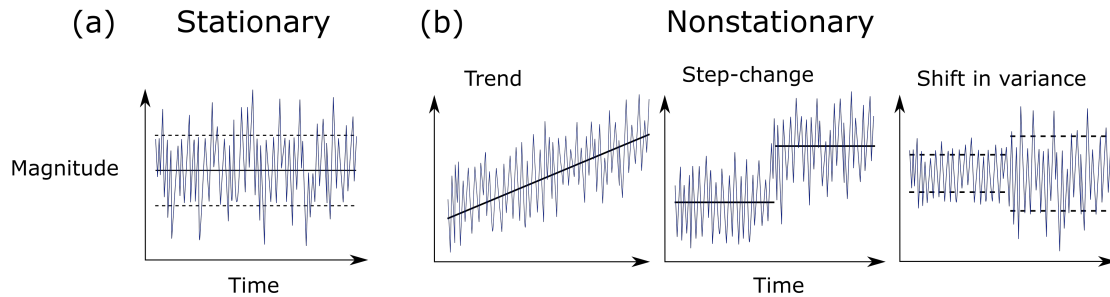 (a) Stationary
(b) Nonstationary
Trend
Step-change
Shift in variance
Magnitude
Time
Time